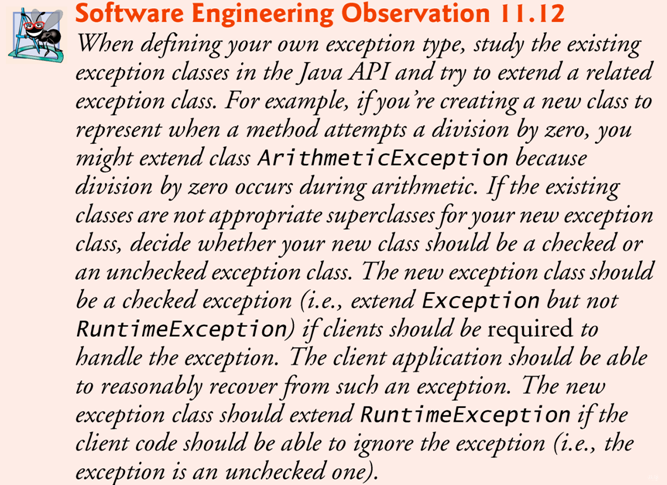 Software Engineering Observation 11.12
When defining your own exception type, study the existing
exception classes in the Java API and try to extend a related
exception class. For example, if you’re creating a new class to
represent when a method attempts a division by zero, you
might extend class ArithmeticException because
division by zero occurs during arithmetic. If the existing
classes are not appropriate superclasses for your new exception
class, decide whether your new class should be a checked or
an unchecked exception class. The new exception class should
be a checked exception (i.e., extend Exception but not
RuntimeException) if clients should be required to
handle the exception. The client application should be able
to reasonably recover from such an exception. The new
exception class should extend RuntimeException if the
client code should be able to ignore the exception (i.e., the
exception is an unchecked one).